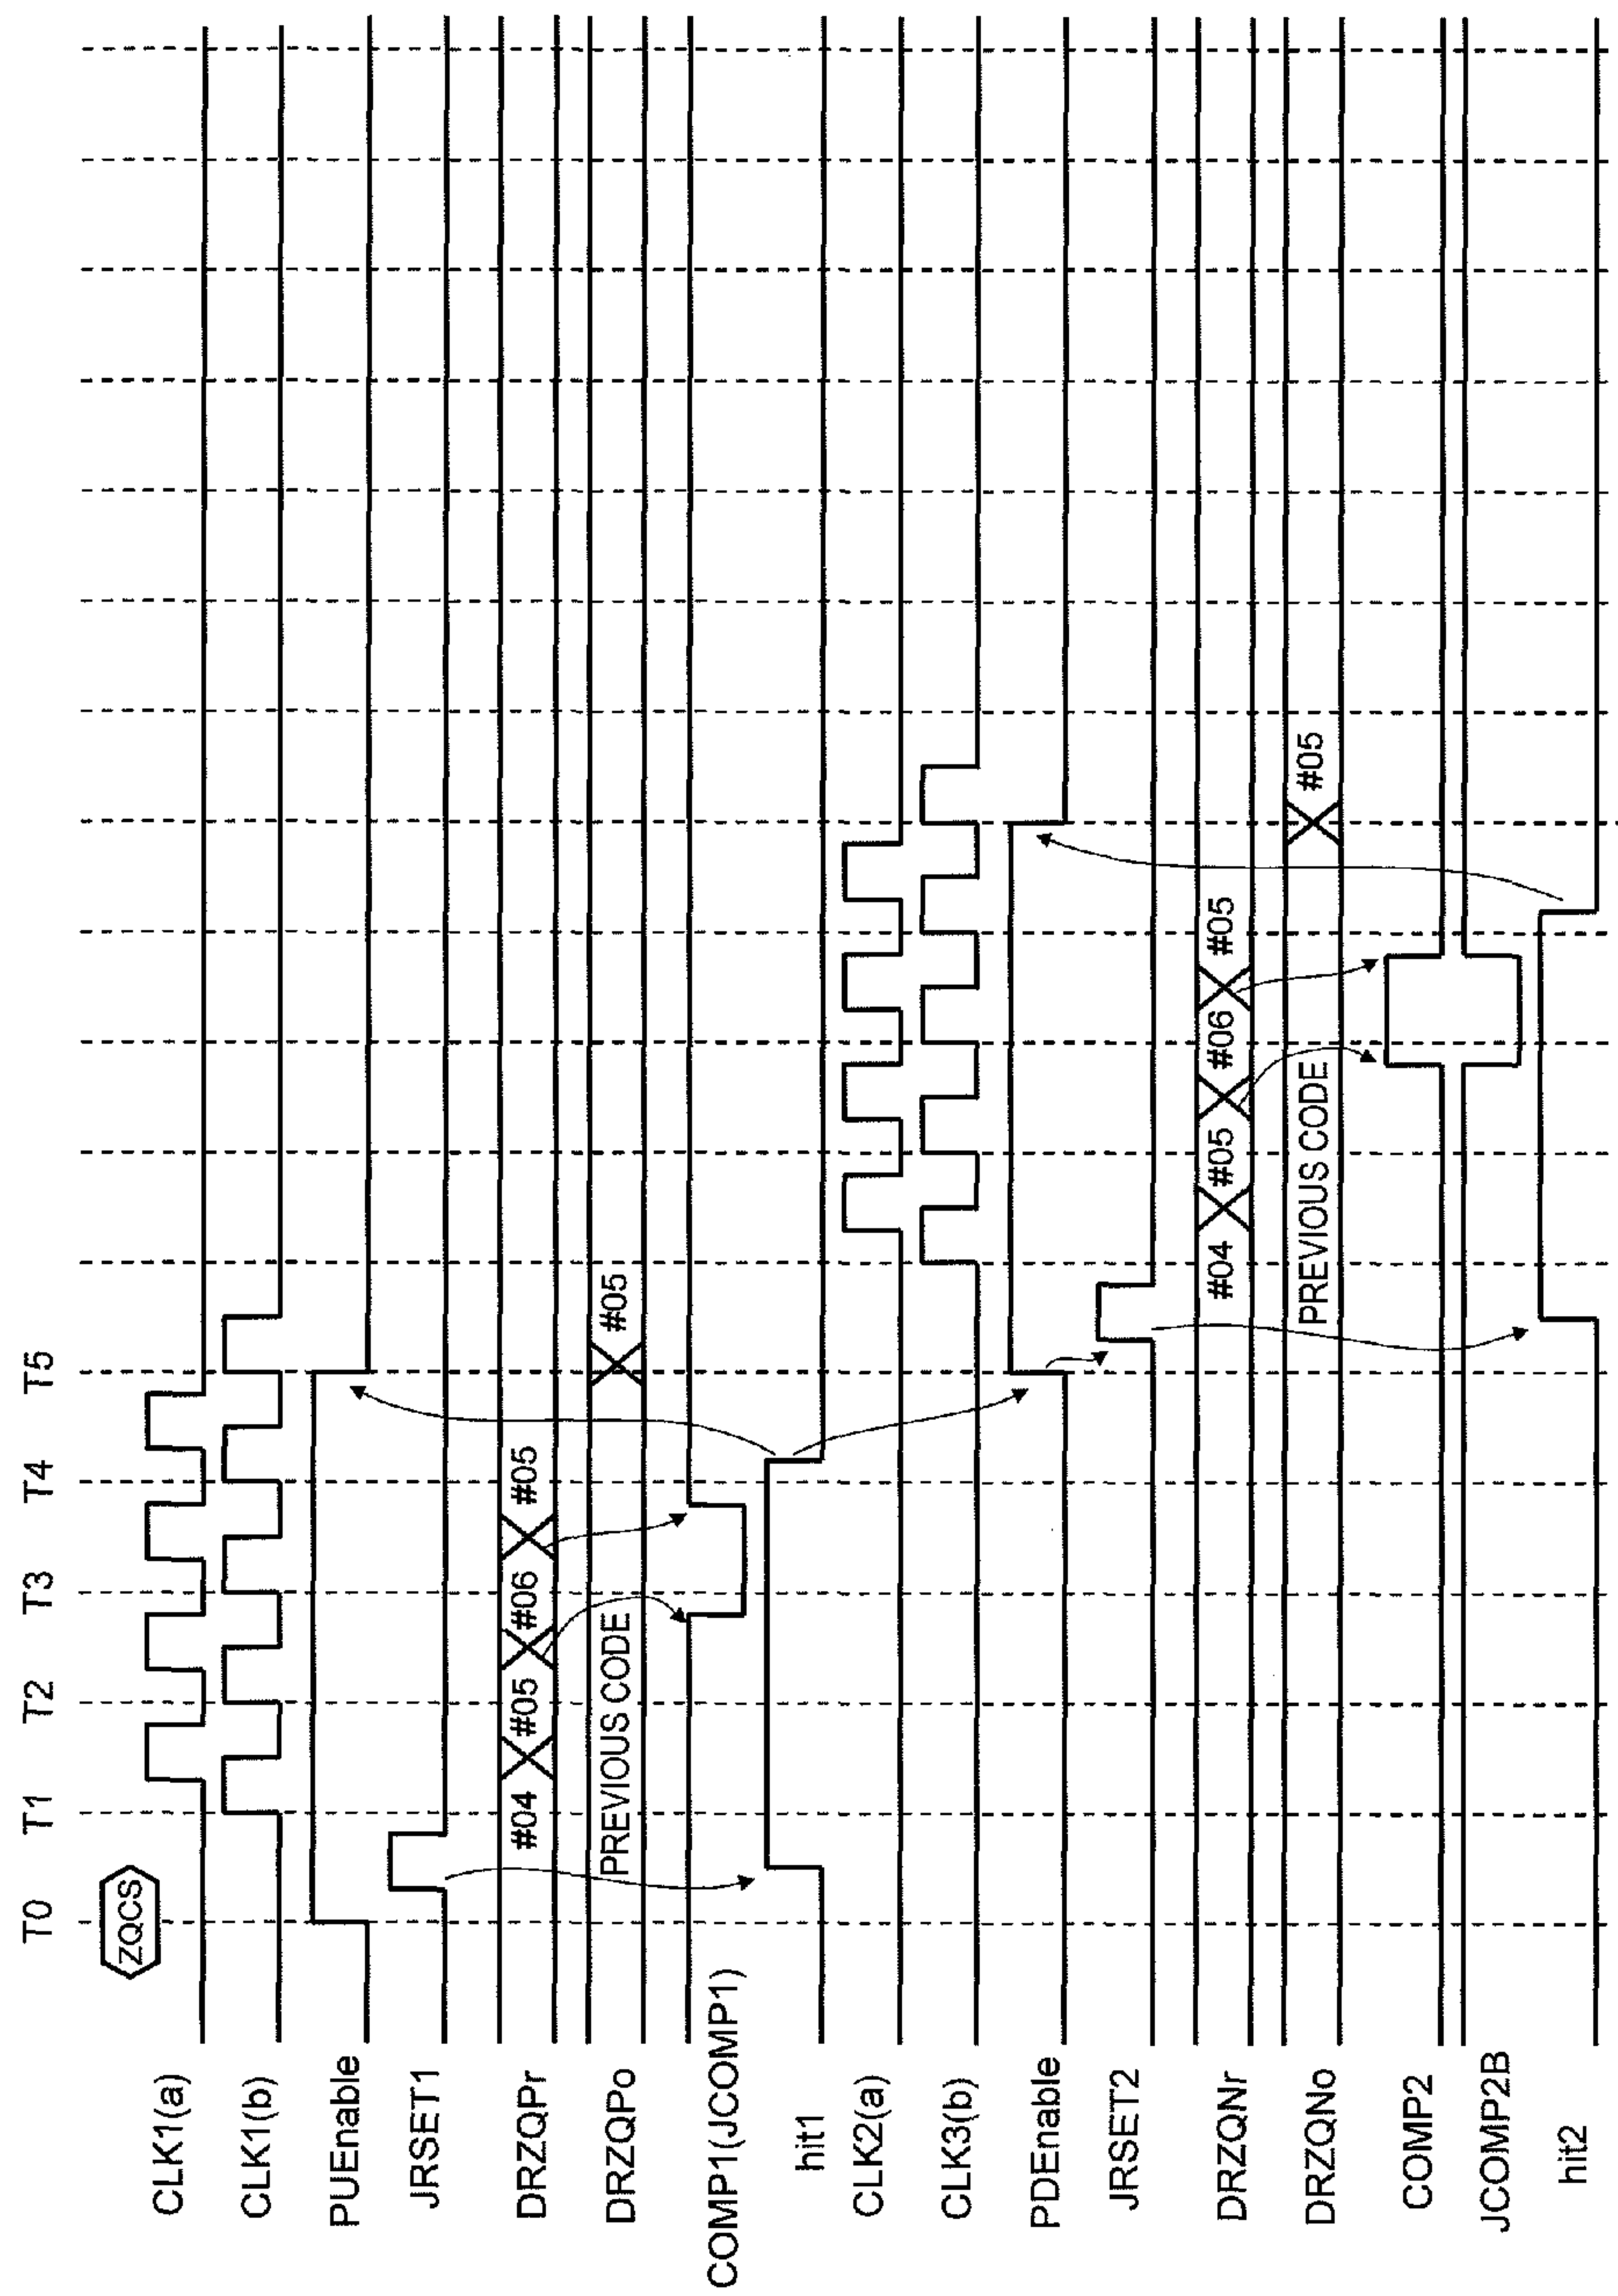 T0 T1 T2 T3 T4 T5
ZQCS
CLK1(a)
CLK1(b)
PUEnable
JRSET1
DRZQPr #04 #05 #06 #05
DRZQPo PREVIOUS CODE #05
COMP1(JCOMP1)
hit1
CLK2(a)
CLK3(b)
PDEnable
JRSET2
DRZQNr #04 #05 #06 #05
DRZQNo PREVIOUS CODE #05
COMP2
JCOMP2B
hit2